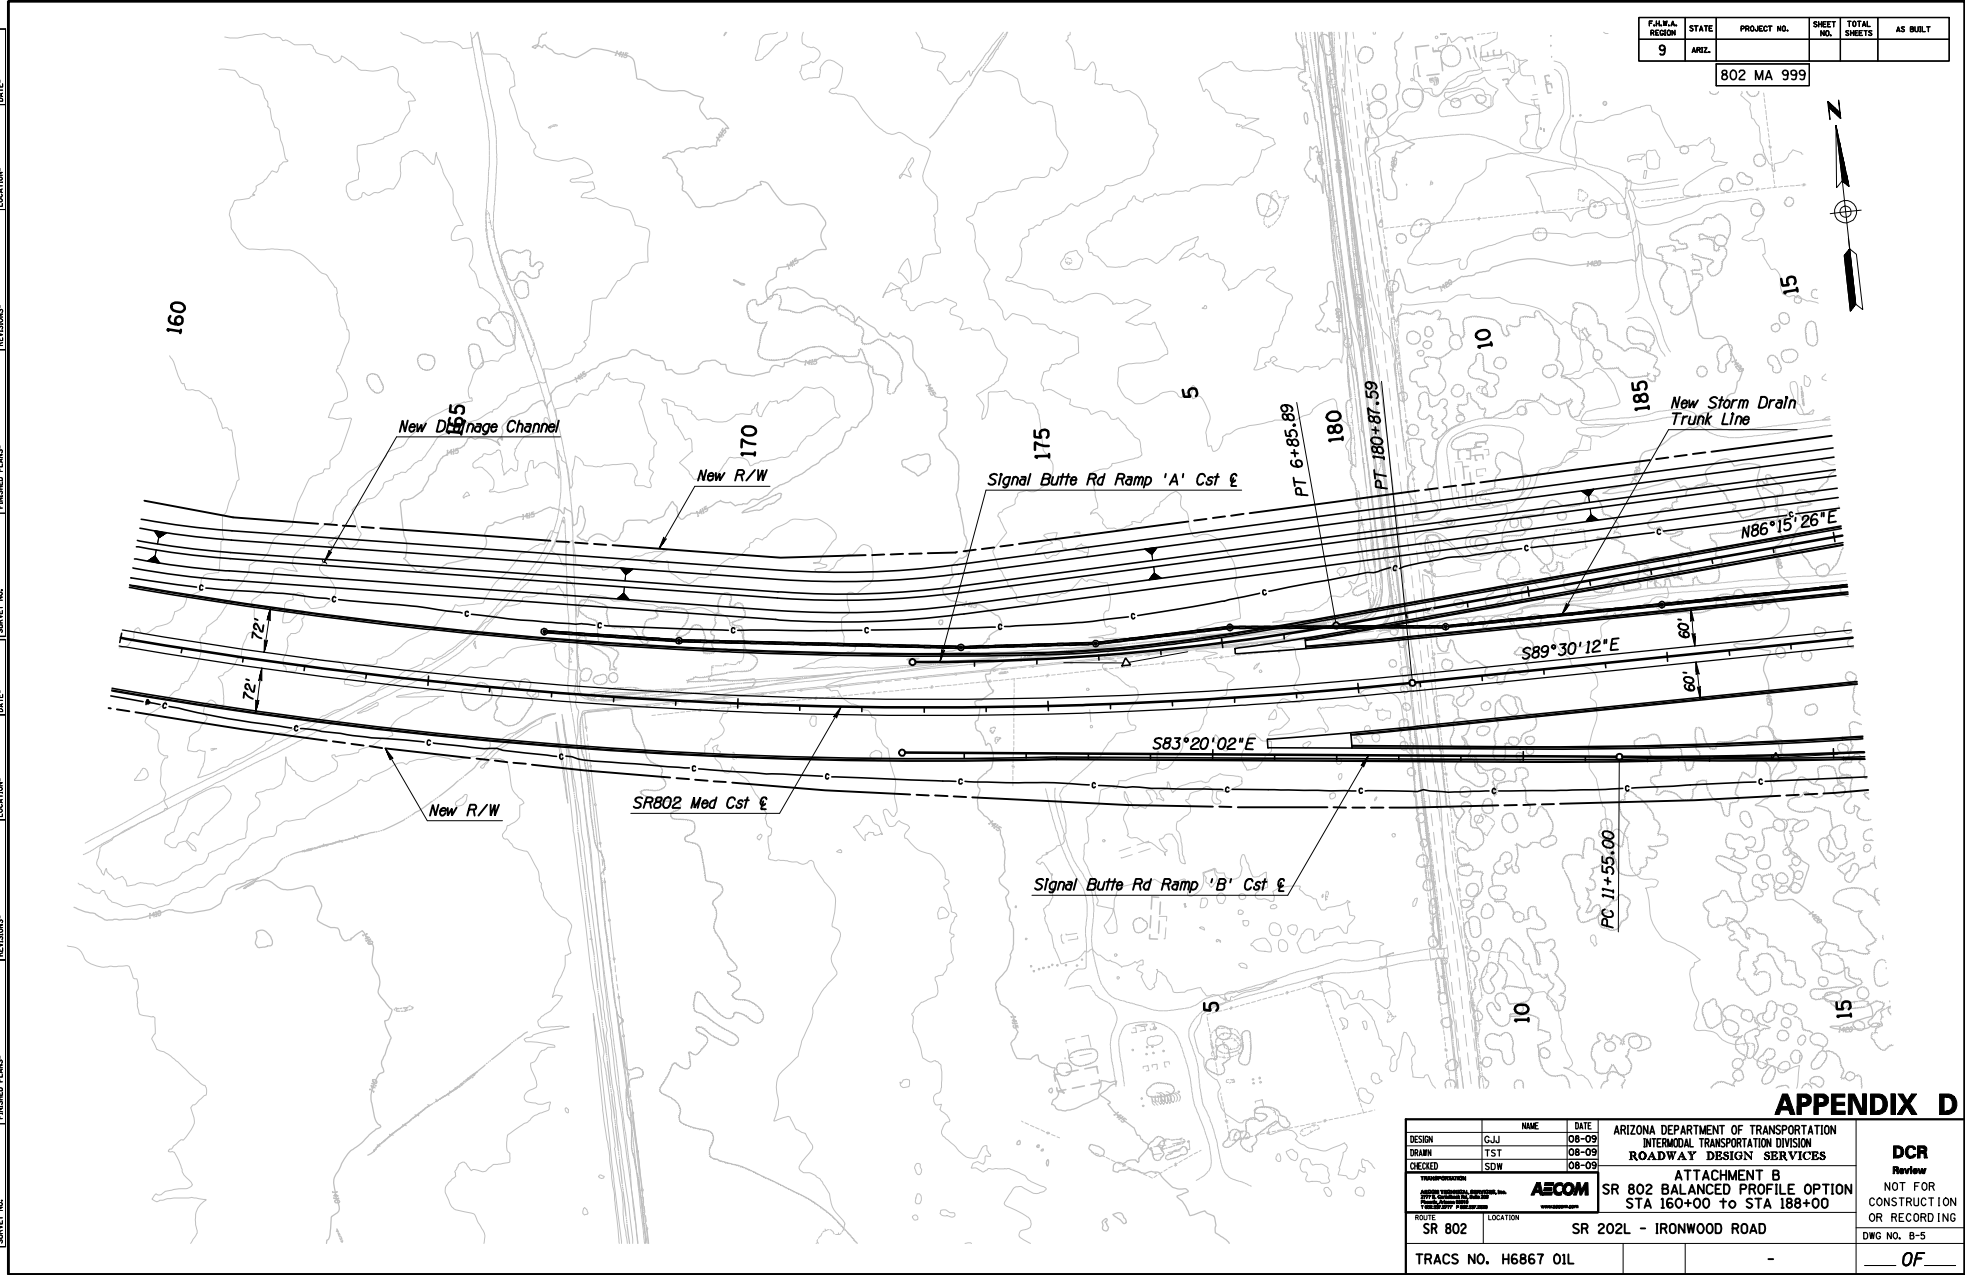 F.H.W.A. REGION
STATE
PROJECT NO.
SHEET NO.
TOTAL SHEETS
AS BUILT
9
ARIZ.
802 MA 999
N
160
165
170
175
5
180
10
185
15
New Drainage Channel
New R/W
Signal Butte Rd Ramp 'A' Cst ℄
PT 6+85.89
PT 180+87.59
New Storm Drain
Trunk Line
N86°15'26"E
72'
72'
60'
60'
S89°30'12"E
S83°20'02"E
New R/W
SR802 Med Cst ℄
Signal Butte Rd Ramp 'B' Cst ℄
PC 11+55.00
5
10
15
APPENDIX D
NAME
DATE
DESIGN GJJ 08-09
DRAWN TST 08-09
CHECKED SDW 08-09
ARIZONA DEPARTMENT OF TRANSPORTATION
INTERMODAL TRANSPORTATION DIVISION
ROADWAY DESIGN SERVICES
TRANSPORTATION
AECOM
ATTACHMENT B
SR 802 BALANCED PROFILE OPTION
STA 160+00 To STA 188+00
DCR
Review
NOT FOR
CONSTRUCTION
OR RECORDING
ROUTE
SR 802
LOCATION
SR 202L - IRONWOOD ROAD
DWG NO. B-5
TRACS NO. H6867 01L
-
OF